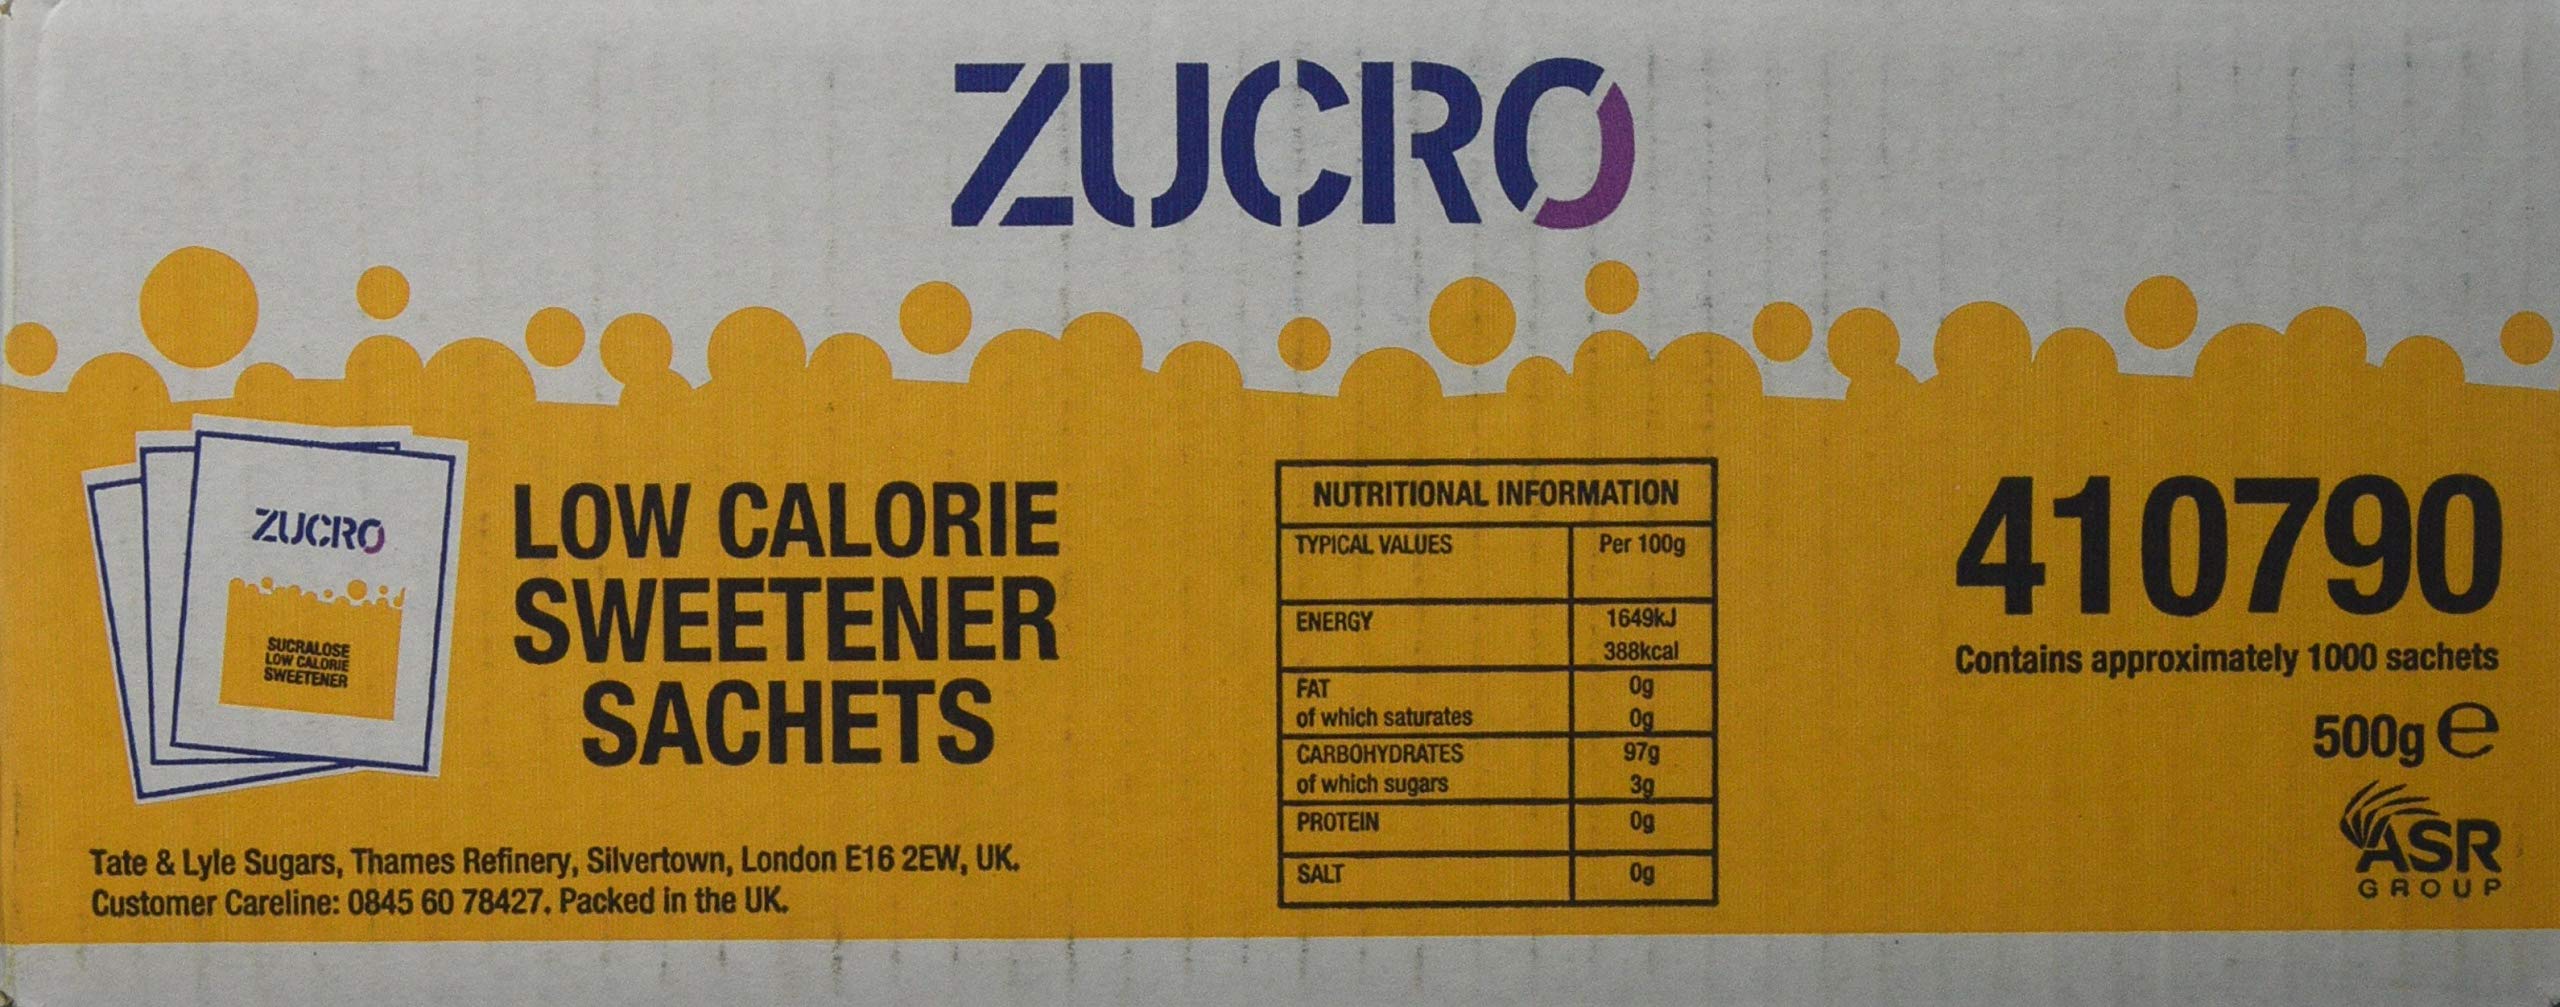 ZUCRO
ZUCRO
SUCRALOSE
LOW CALORIE
SWEETENER
LOW CALORIE
SWEETENER
SACHETS
Tate & Lyle Sugars, Thames Refinery, Silvertown, London E16 2EW, UK.
Customer Careline: 0845 60 78427. Packed in the UK.
NUTRITIONAL INFORMATION
TYPICAL VALUES Per 100g
ENERGY 1649kJ
388kcal
FAT 0g
of which saturates 0g
CARBOHYDRATES 97g
of which sugars 3g
PROTEIN 0g
SALT 0g
410790
Contains approximately 1000 sachets
500g ℮
ASR
GROUP